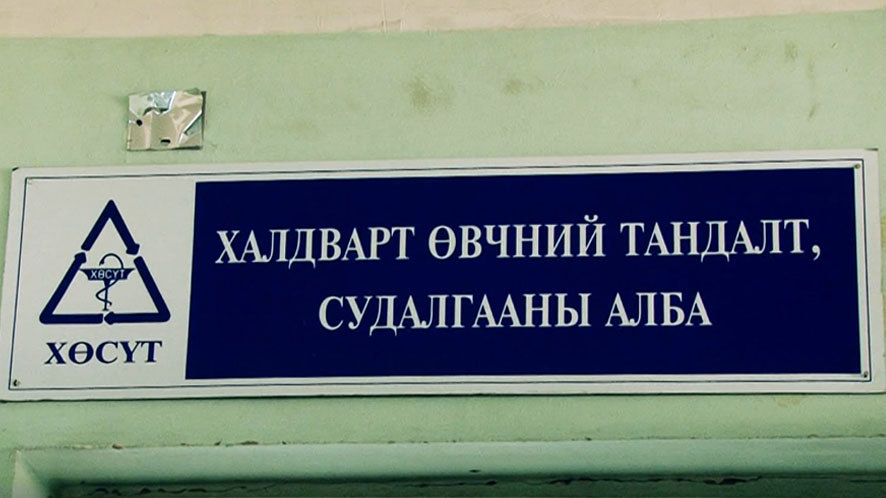 ХӨСҮТ
ХӨСҮТ
ХАЛДВАРТ ӨВЧНИЙ ТАНДАЛТ,
СУДАЛГААНЫ АЛБА